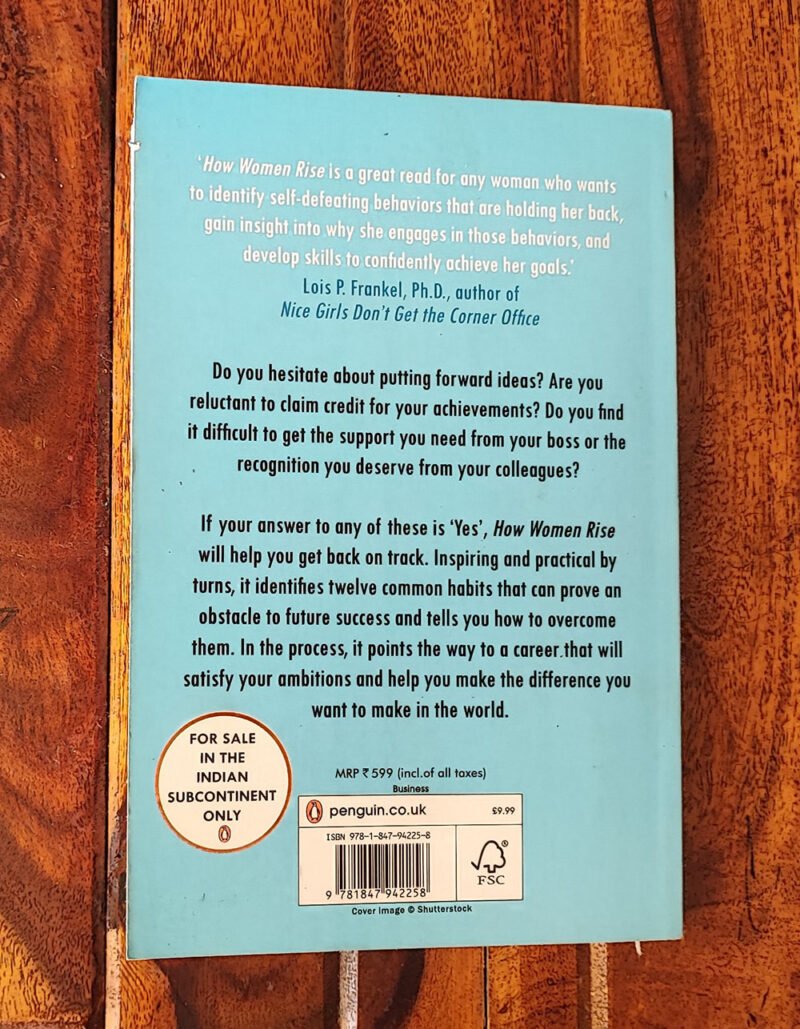 'How Women Rise is a great read for any woman who wants
to identify self-defeating behaviors that are holding her back,
gain insight into why she engages in those behaviors, and
develop skills to confidently achieve her goals.'
Lois P. Frankel, Ph.D., author of
Nice Girls Don't Get the Corner Office
Do you hesitate about putting forward ideas? Are you
reluctant to claim credit for your achievements? Do you find
it difficult to get the support you need from your boss or the
recognition you deserve from your colleagues?
If your answer to any of these is 'Yes', How Women Rise
will help you get back on track. Inspiring and practical by
turns, it identifies twelve common habits that can prove an
obstacle to future success and tells you how to overcome
them. In the process, it points the way to a career that will
satisfy your ambitions and help you make the difference you
want to make in the world.
FOR SALE
IN THE
INDIAN
SUBCONTINENT
ONLY
MRP ₹ 599 (incl.of all taxes)
Business
penguin.co.uk £9.99
ISBN 978-1-847-94225-8
FSC
9 781847 942258
Cover image © Shutterstock